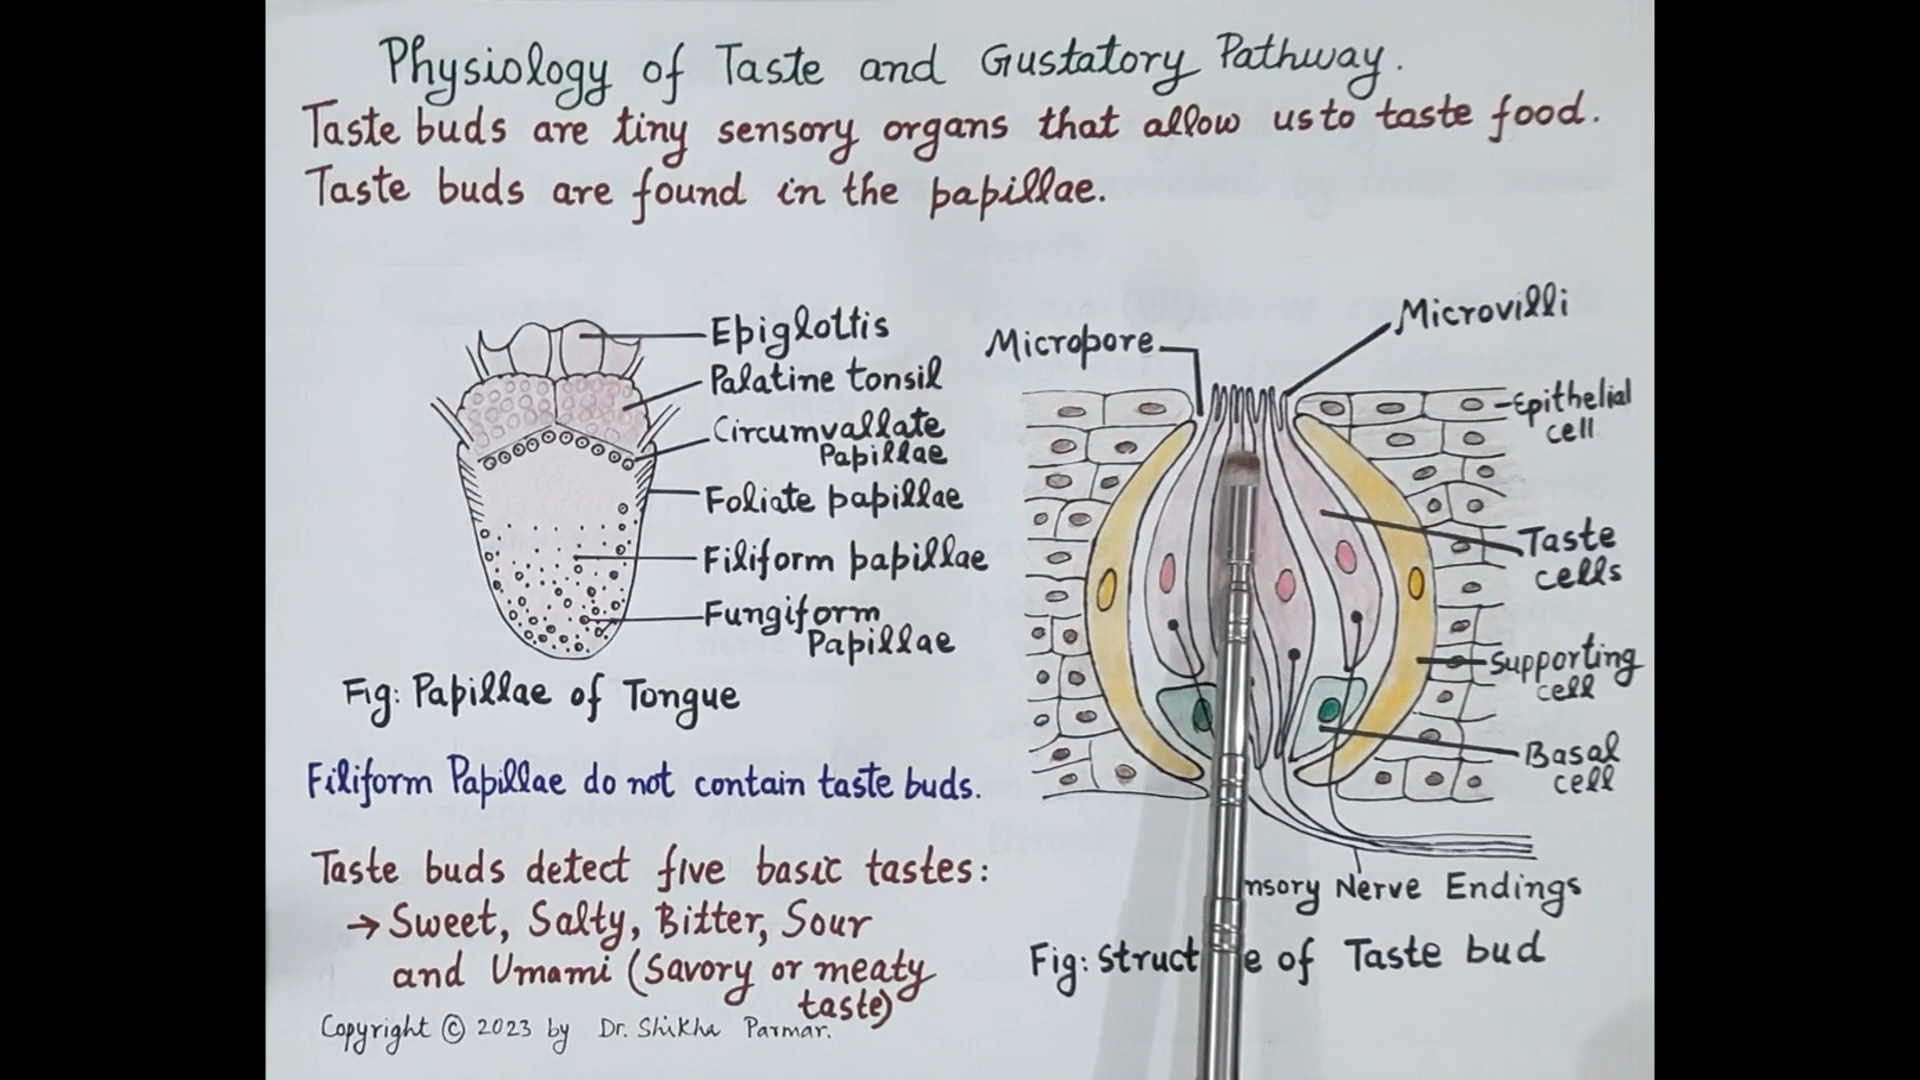 Physiology of Taste and Gustatory Pathway.
Taste buds are tiny sensory organs that allow us to taste food.
Taste buds are found in the papillae.
Epiglottis
Palatine tonsil
Circumvallate
Papillae
Foliate papillae
Filiform papillae
Fungiform
Papillae
Fig: Papillae of Tongue
Filiform Papillae do not contain taste buds.
Taste buds detect five basic tastes:
→ Sweet, Salty, Bitter, Sour
and Umami (Savory or meaty
taste)
Copyright © 2023 by Dr. Shikha Parmar.
Micropore
Microvilli
Epithelial
cell
Taste
cells
Supporting
cell
Basal
cell
Nerve Endings
Fig: of Taste bud